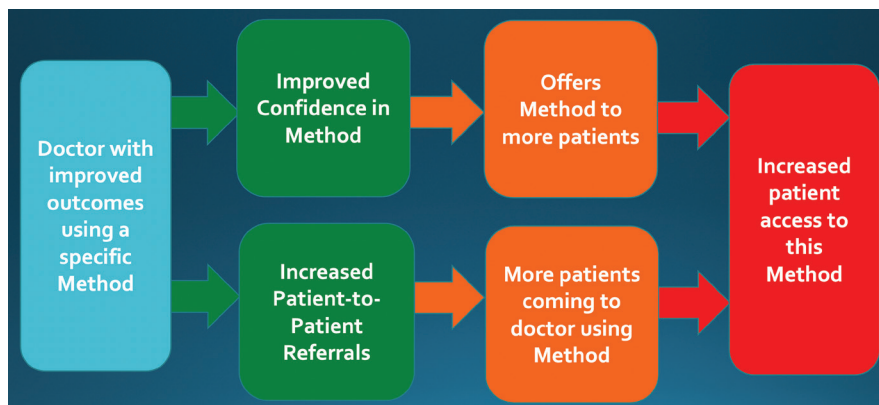 Doctor with
improved
outcomes
using a
specific
Method
Improved
Confidence in
Method
Offers
Method to
more patients
Increased
Patient-to-
Patient
Referrals
More patients
coming to
doctor using
Method
Increased
patient
access to
this
Method